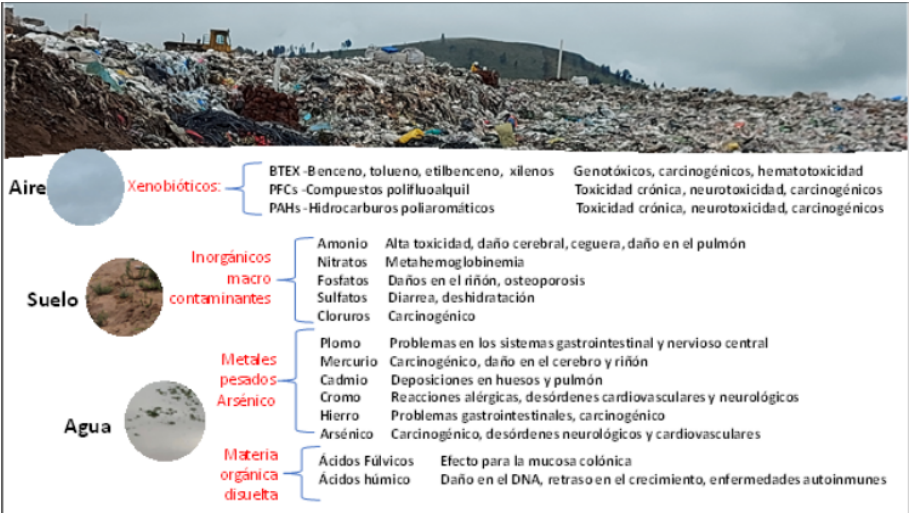 Aire
Xenobióticos:
BTEX -Benceno, tolueno, etilbenceno, xilenos Genotóxicos, carcinogénicos, hematotoxicidad
PFCs -Compuestos polifluoalquil Toxicidad crónica, neurotoxicidad, carcinogénicos
PAHs -Hidrocarburos poliaromáticos Toxicidad crónica, neurotoxicidad, carcinogénicos
Suelo
Inorgánicos
macro
contaminantes
Amonio Alta toxicidad, daño cerebral, ceguera, daño en el pulmón
Nitratos Metahemoglobinemia
Fosfatos Daños en el riñón, osteoporosis
Sulfatos Diarrea, deshidratación
Cloruros Carcinogénico
Agua
Metales
pesados
Arsénico
Plomo Problemas en los sistemas gastrointestinal y nervioso central
Mercurio Carcinogénico, daño en el cerebro y riñón
Cadmio Deposiciones en huesos y pulmón
Cromo Reacciones alérgicas, desórdenes cardiovasculares y neurológicos
Hierro Problemas gastrointestinales, carcinogénico
Arsénico Carcinogénico, desórdenes neurológicos y cardiovasculares
Materia
orgánica
disuelta
Ácidos Fúlvicos Efecto para la mucosa colónica
Ácidos húmico Daño en el DNA, retraso en el crecimiento, enfermedades autoinmunes